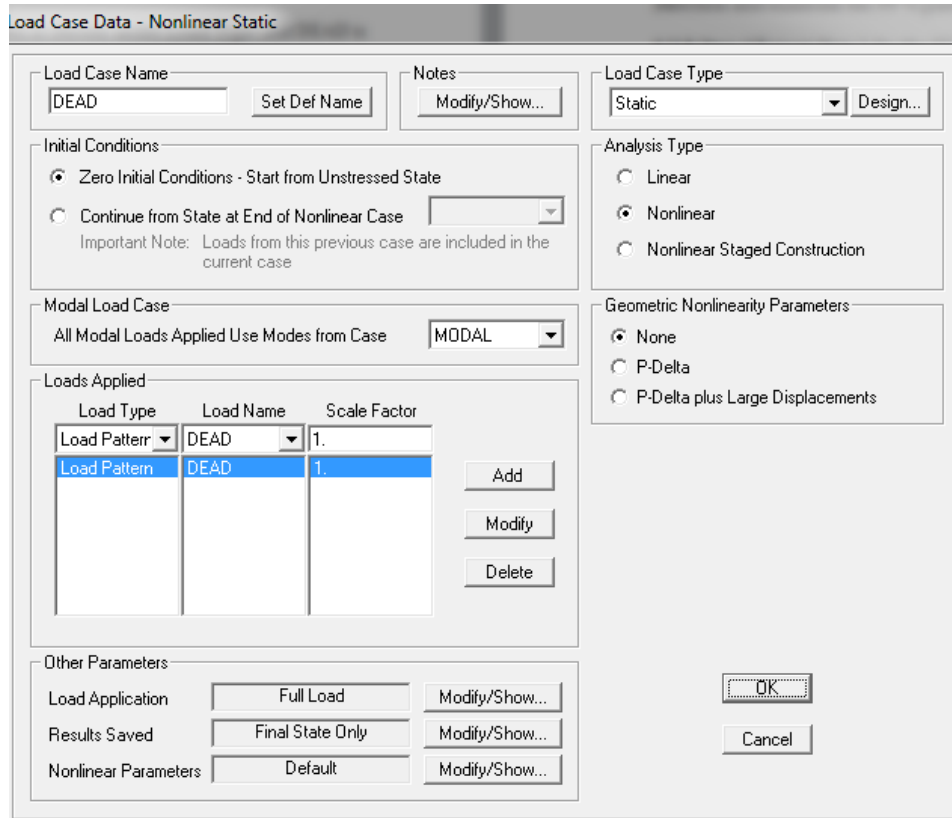 Load Case Data - Nonlinear Static
Load Case Name
DEAD
Set Def Name
Notes
Modify/Show...
Load Case Type
Static
Design...
Initial Conditions
Zero Initial Conditions - Start from Unstressed State
Continue from State at End of Nonlinear Case
Important Note: Loads from this previous case are included in the
current case
Analysis Type
Linear
Nonlinear
Nonlinear Staged Construction
Modal Load Case
All Modal Loads Applied Use Modes from Case
MODAL
Geometric Nonlinearity Parameters
None
P-Delta
P-Delta plus Large Displacements
Loads Applied
Load Type Load Name Scale Factor
Load Pattern DEAD 1.
Load Pattern DEAD 1.
Add
Modify
Delete
Other Parameters
Load Application Full Load Modify/Show...
Results Saved Final State Only Modify/Show...
Nonlinear Parameters Default Modify/Show...
OK
Cancel